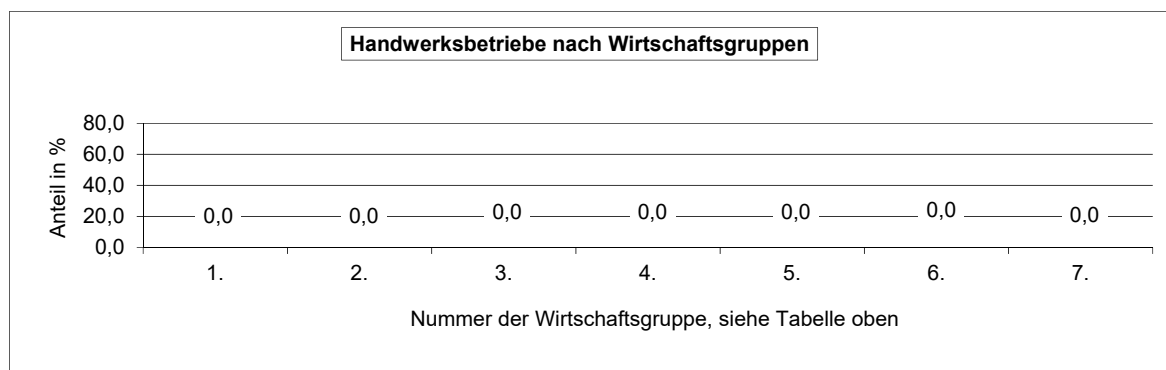 Handwerksbetriebe nach Wirtschaftsgruppen
80,0
60,0
40,0
20,0
0,0
Anteil in %
0,0 0,0 0,0 0,0 0,0 0,0 0,0
1. 2. 3. 4. 5. 6. 7.
Nummer der Wirtschaftsgruppe, siehe Tabelle oben